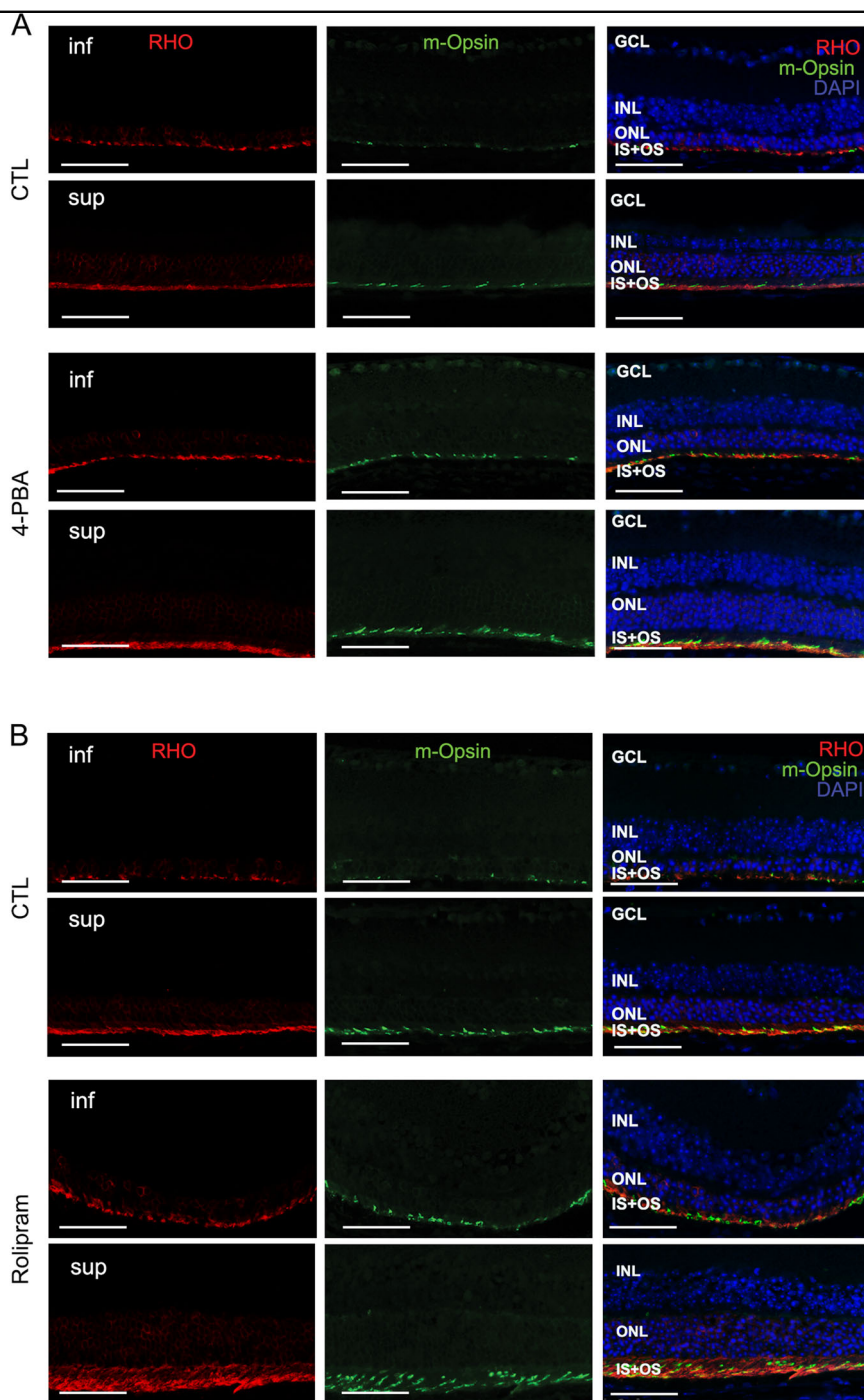 A
inf
RHO
m-Opsin
GCL
RHO
m-Opsin
DAPI
INL
ONL
IS+OS
CTL
sup
GCL
INL
ONL
IS+OS
inf
GCL
INL
ONL
IS+OS
4-PBA
sup
GCL
INL
ONL
IS+OS
B
inf
RHO
m-Opsin
GCL
RHO
m-Opsin
DAPI
INL
ONL
IS+OS
CTL
sup
GCL
INL
ONL
IS+OS
inf
INL
ONL
IS+OS
Rolipram
sup
INL
ONL
IS+OS